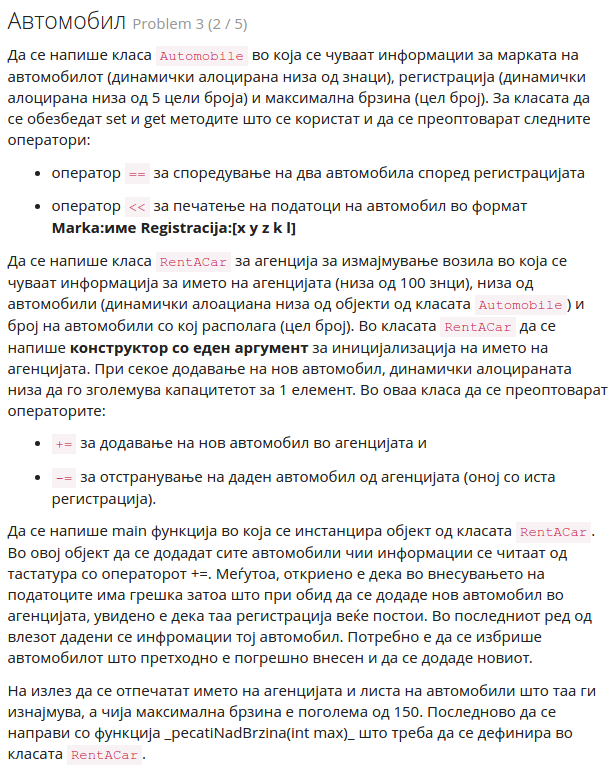 Автомобил Problem 3 (2 / 5)
Да се напише класа Automobile во која се чуваат информации за марката на
автомобилот (динамички алоцирана низа од знаци), регистрација (динамички
алоцирана низа од 5 цели броја) и максимална брзина (цел број). За класата да
се обезбедат set и get методите што се користат и да се преоптоварат следните
оператори:
• оператор == за споредување на два автомобила според регистрацијата
• оператор << за печатење на податоци на автомобил во формат
Marka:име Registracija:[x y z k l]
Да се напише класа RentACar за агенција за измајмување возила во која се
чуваат информација за името на агенцијата (низа од 100 знци), низа од
автомобили (динамички алоациана низа од објекти од класата Automobile ) и
број на автомобили со кој располага (цел број). Во класата RentACar да се
напише конструктор со еден аргумент за иницијализација на името на
агенцијата. При секое додавање на нов автомобил, динамички алоцираната
низа да го зголемува капацитетот за 1 елемент. Во оваа класа да се преоптоварат
операторите:
• += за додавање на нов автомобил во агенцијата и
• -= за отстранување на даден автомобил од агенцијата (оној со иста
регистрација).
Да се напише main функција во која се инстанцира објект од класата RentACar .
Во овој објект да се додадат сите автомобили чии информации се читаат од
тастатура со операторот +=. Меѓутоа, откриено е дека во внесувањето на
податоците има грешка затоа што при обид да се додаде нов автомобил во
агенцијата, увидено е дека таа регистрација веќе постои. Во последниот ред од
влезот дадени се инфромации тој автомобил. Потребно е да се избрише
автомобилот што претходно е погрешно внесен и да се додаде новиот.
На излез да се отпечатат името на агенцијата и листа на автомобили што таа ги
изнајмува, а чија максимална брзина е поголема од 150. Последново да се
направи со функција _pecatiNadBrzina(int max)_ што треба да се дефинира во
класата RentACar .